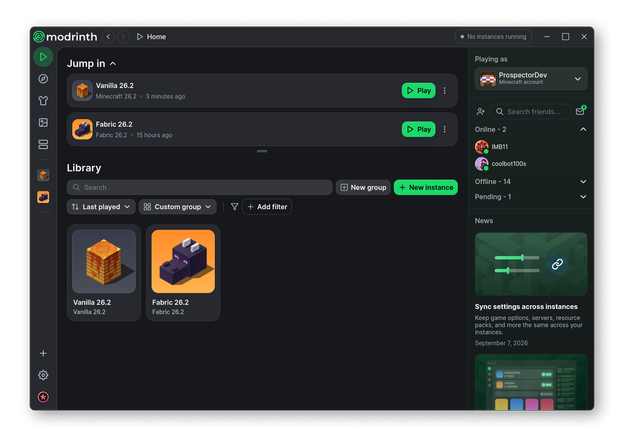 modrinth
Home
No instances running
Jump in
Vanilla 26.2
Minecraft 26.2 • 3 minutes ago
Play
Fabric 26.2
Fabric 26.2 • 15 hours ago
Play
Library
Search
New group
New instance
Last played
Custom group
Add filter
Vanilla 26.2
Vanilla 26.2
Fabric 26.2
Fabric 26.2
Playing as
ProspectorDev
Minecraft account
Search friends...
Online - 2
IMB11
coolbot100s
Offline - 14
Pending - 1
News
Sync settings across instances
Keep game options, servers, resource
packs, and more the same across your
instances.
September 7, 2026